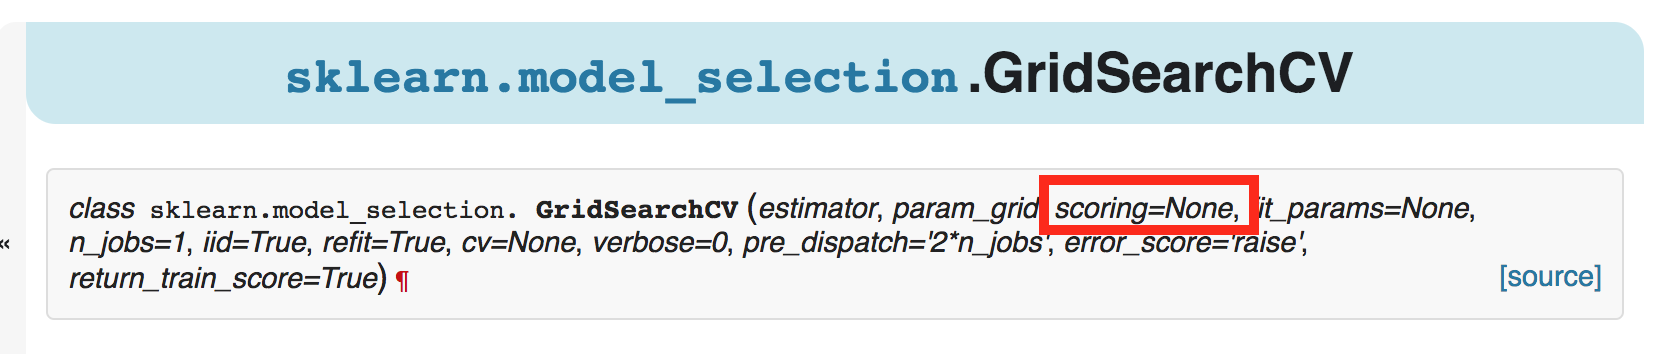 sklearn.model_selection.GridSearchCV
class sklearn.model_selection. GridSearchCV (estimator, param_grid scoring=None, it_params=None,
«
n_jobs=1, iid=True, refit=True, cv=None, verbose=0, pre_dispatch='2*n_jobs', error_score='raise',
return_train_score=True) ¶
[source]